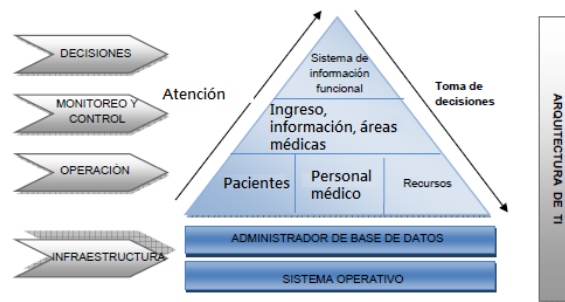 DECISIONES
MONITOREO Y
CONTROL
OPERACIÓN
INFRAESTRUCTURA
Atención
Sistema de
información
funcional
Ingreso,
información, áreas
médicas
Pacientes
Personal
médico
Recursos
Toma de
decisiones
ADMINISTRADOR DE BASE DE DATOS
SISTEMA OPERATIVO
ARQUITECTURA DE TI